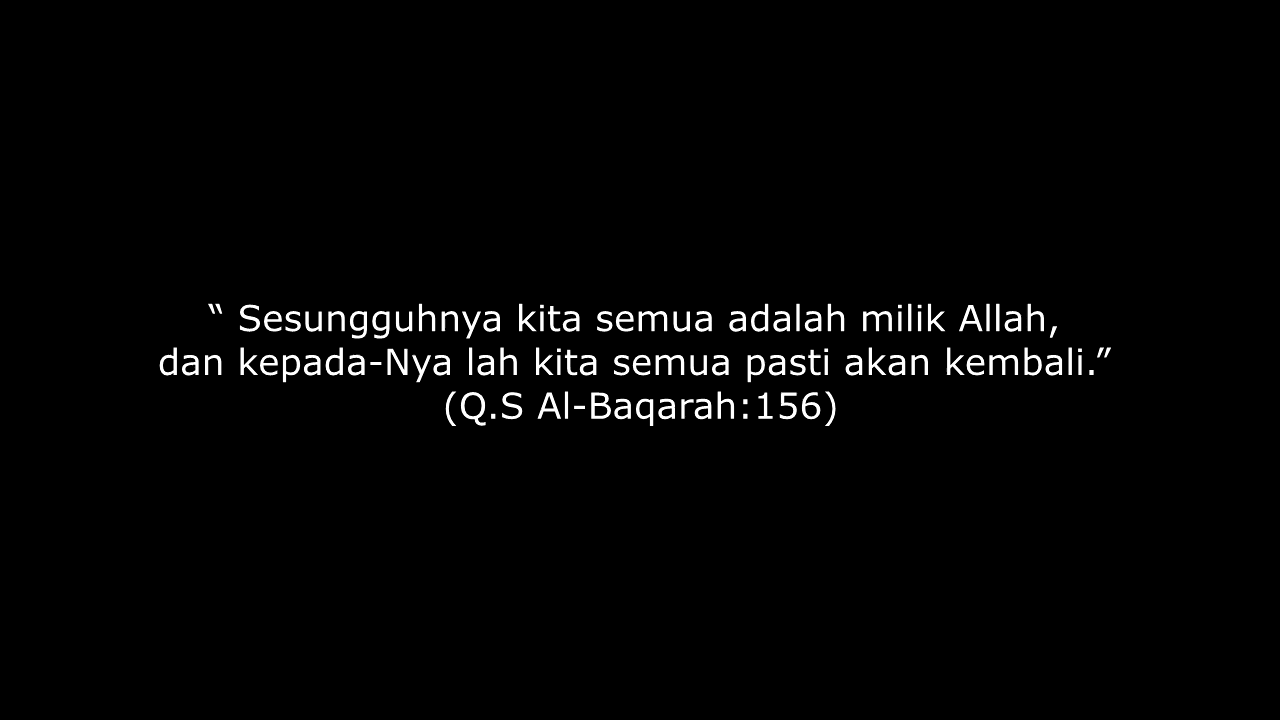 “ Sesungguhnya kita semua adalah milik Allah,
dan kepada-Nya lah kita semua pasti akan kembali.”
(Q.S Al-Baqarah:156)